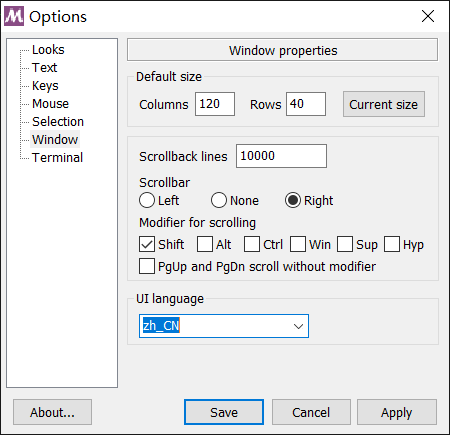 Options
Looks
Text
Keys
Mouse
Selection
Window
Terminal
Window properties
Default size
Columns 120 Rows 40 Current size
Scrollback lines 10000
Scrollbar
Left None Right
Modifier for scrolling
Shift Alt Ctrl Win Sup Hyp
PgUp and PgDn scroll without modifier
UI language
zh_CN
About... Save Cancel Apply